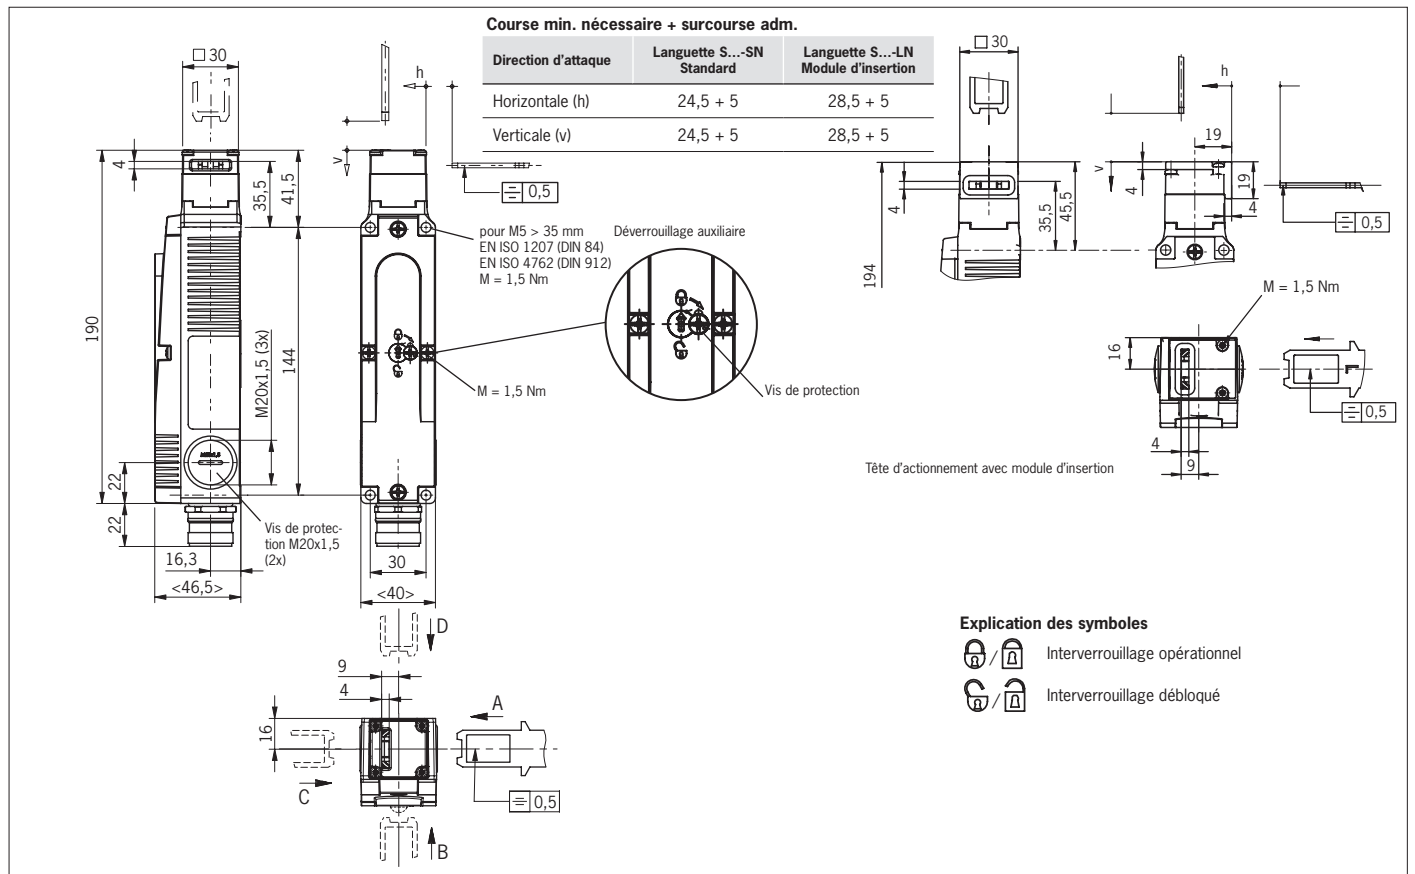 Course min. nécessaire + surcourse adm.
Direction d'attaque
Languette S...-SN
Standard
Languette S...-LN
Module d'insertion
Horizontale (h)
24,5 + 5
28,5 + 5
Verticale (v)
24,5 + 5
28,5 + 5
30
h
v
4
35,5
41,5
0,5
pour M5 > 35 mm
EN ISO 1207 (DIN 84)
EN ISO 4762 (DIN 912)
M = 1,5 Nm
Déverrouillage auxiliaire
190
144
M20x1,5 (3x)
M = 1,5 Nm
Vis de protection
22
22
Vis de protec-
tion M20x1,5
(2x)
16,3
<46,5>
30
<40>
D
9
4
A
16
C
0,5
B
30
h
19
v
4
19
4
0,5
4
35,5
45,5
194
M = 1,5 Nm
16
0,5
4
9
Tête d'actionnement avec module d'insertion
Explication des symboles
/
Interverrouillage opérationnel
/
Interverrouillage débloqué